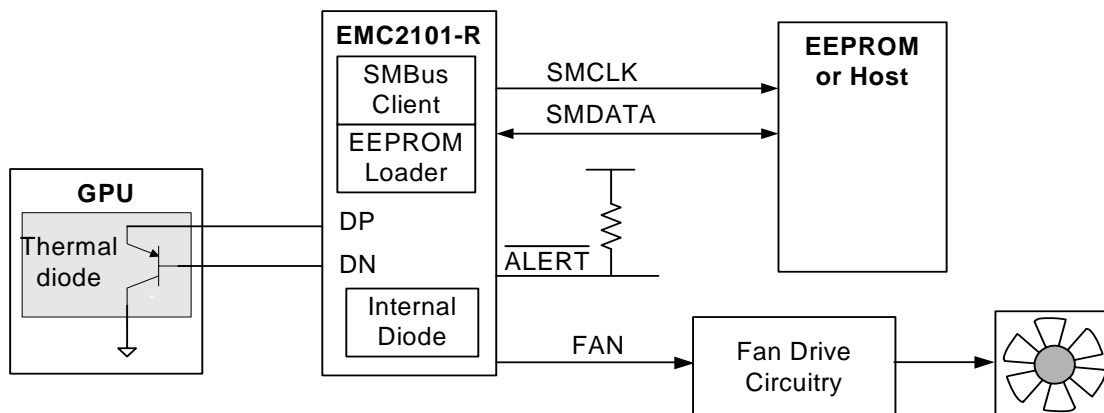 EMC2101-R
SMBus
Client
EEPROM
Loader
DP
DN
Internal
Diode
GPU
Thermal
diode
SMCLK
SMDATA
ALERT
FAN
EEPROM
or Host
Fan Drive
Circuitry